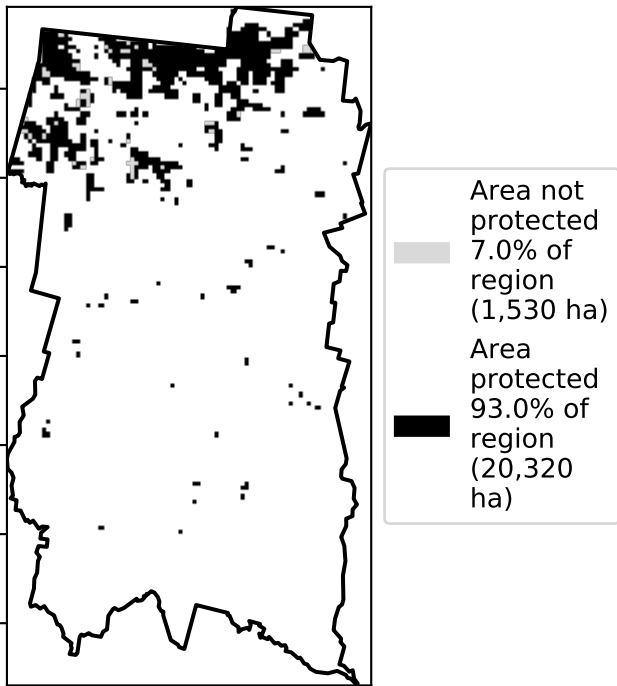 Area not
protected
7.0% of
region
(1,530 ha)
Area
protected
93.0% of
region
(20,320
ha)